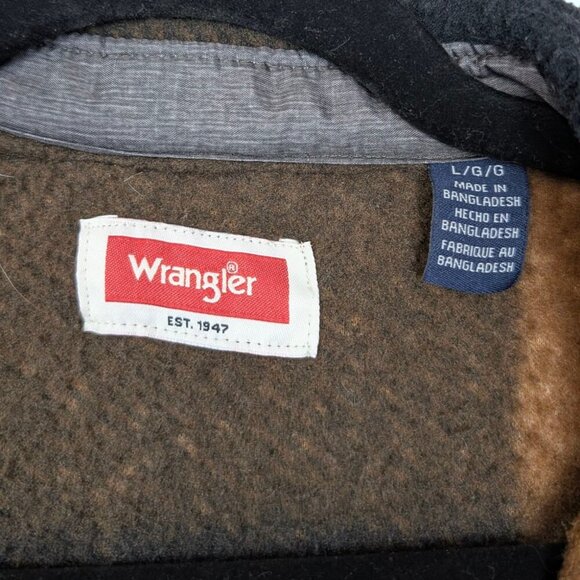 Wrangler®
EST. 1947
L/G/G
MADE IN
BANGLADESH
HECHO EN
BANGLADESH
FABRIQUE AU
BANGLADESH